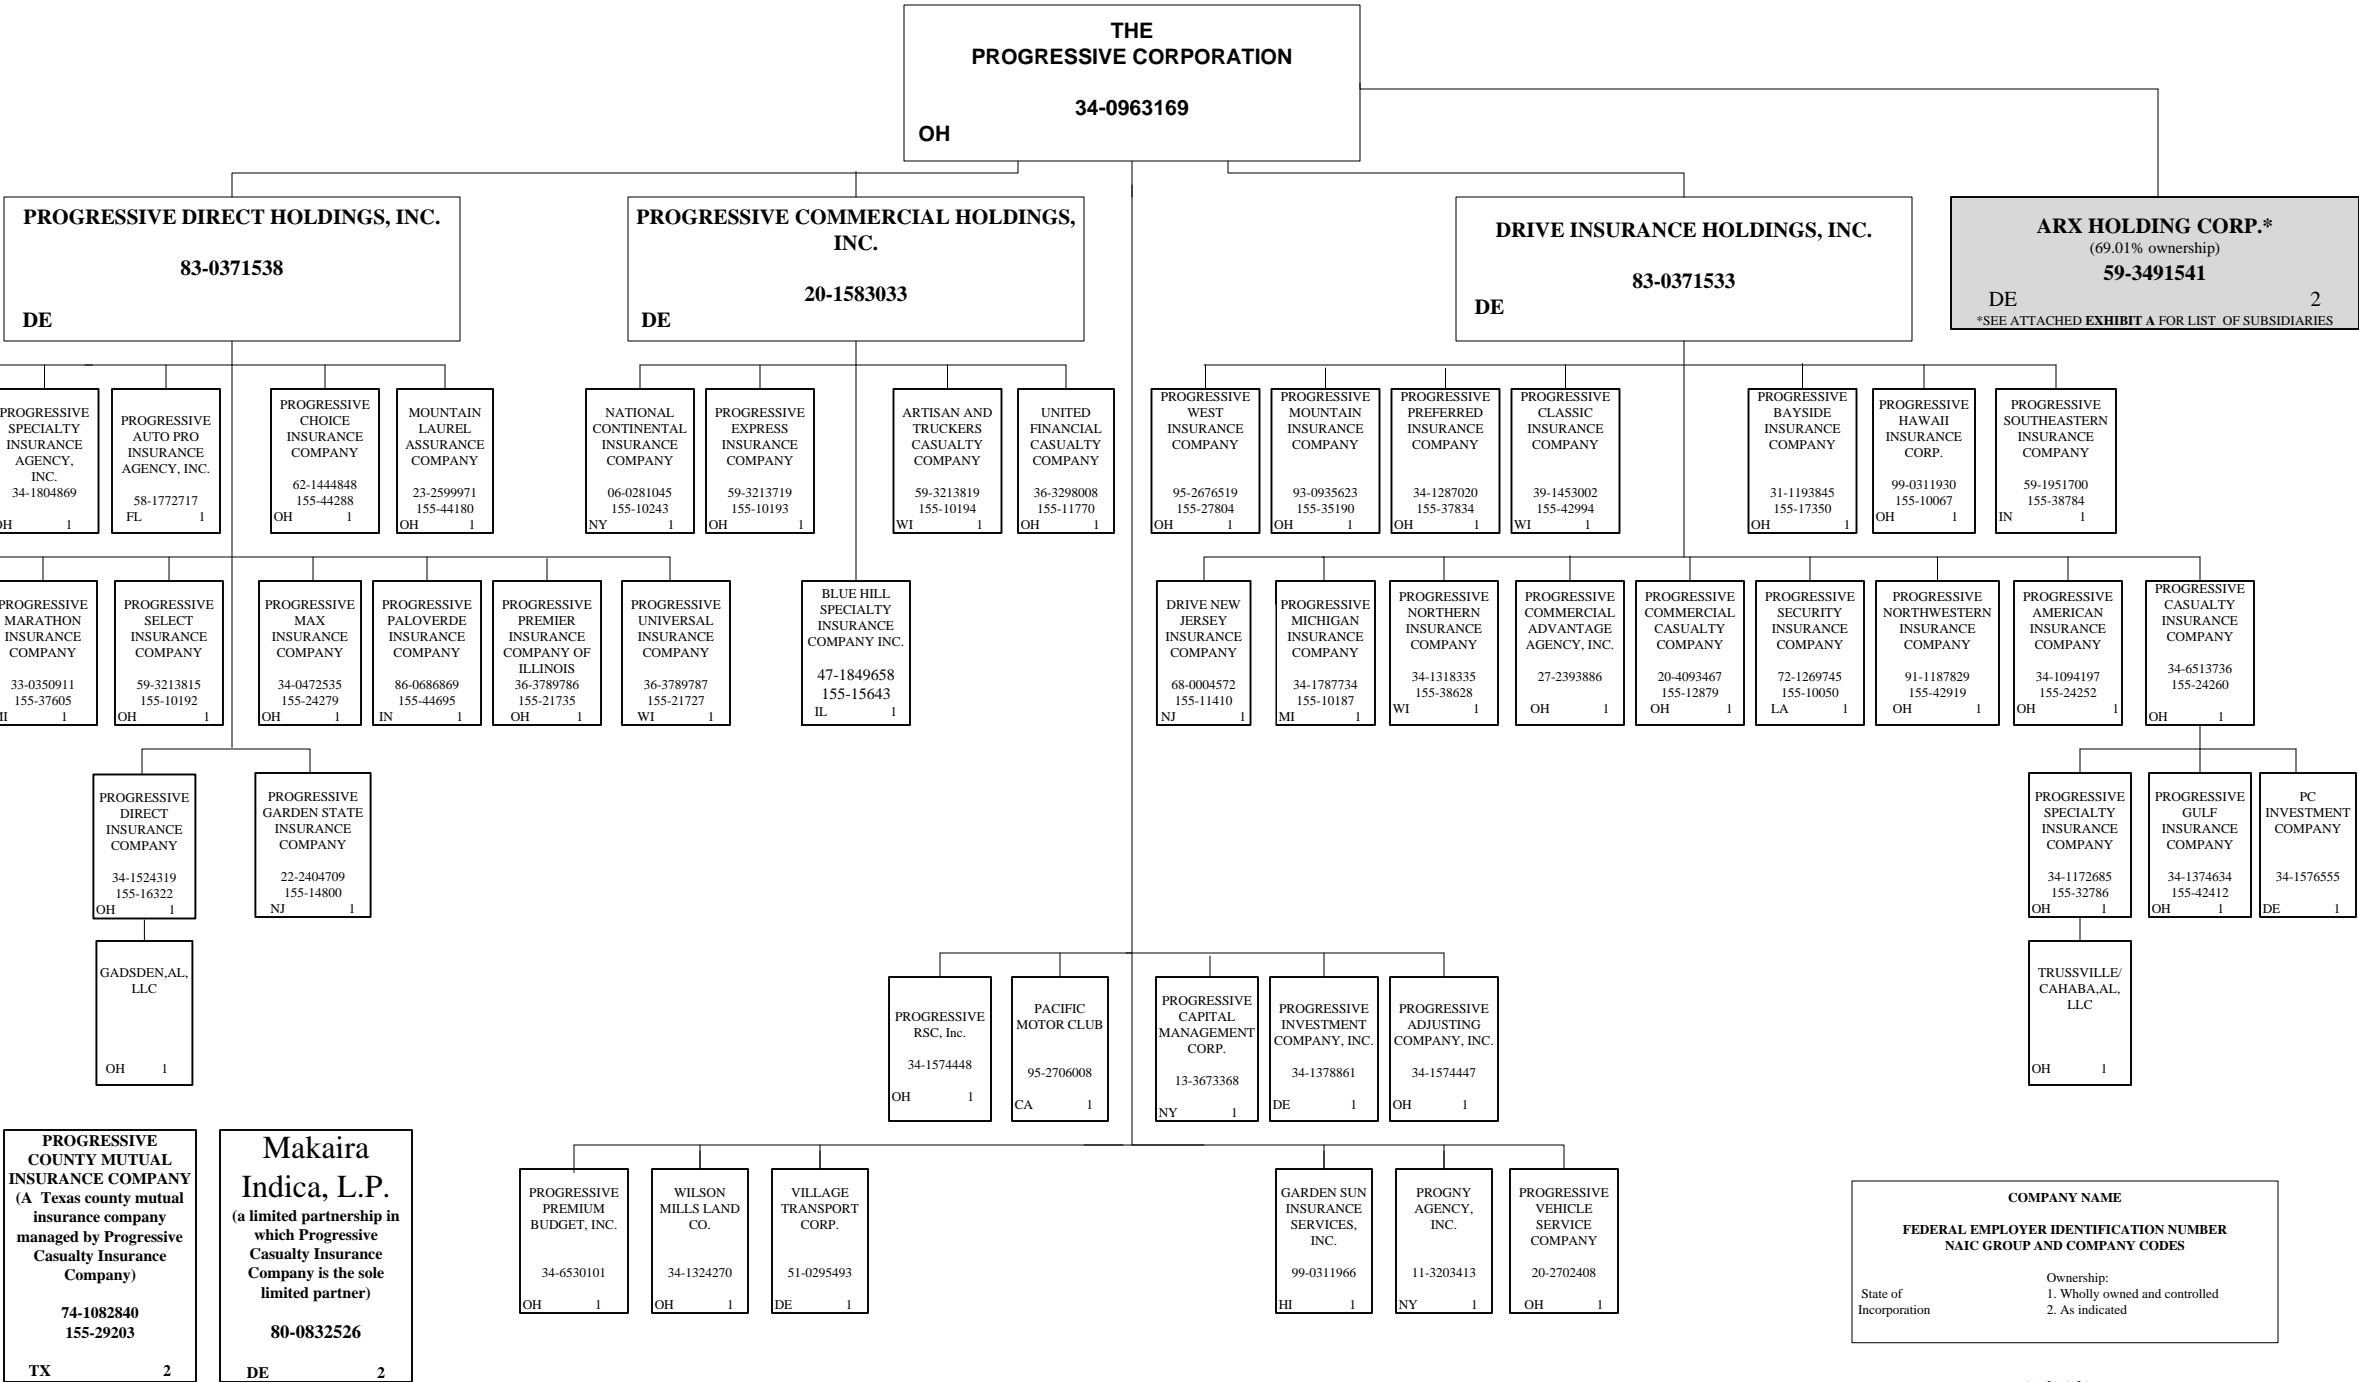 THE
PROGRESSIVE CORPORATION
34-0963169
OH
PROGRESSIVE DIRECT HOLDINGS, INC.
83-0371538
DE
PROGRESSIVE COMMERCIAL HOLDINGS,
INC.
20-1583033
DE
DRIVE INSURANCE HOLDINGS, INC.
83-0371533
DE
ARX HOLDING CORP.*
(69.01% ownership)
59-3491541
DE 2
*SEE ATTACHED EXHIBIT A FOR LIST OF SUBSIDIARIES
PROGRESSIVE
SPECIALTY
INSURANCE
AGENCY,
INC.
34-1804869
OH 1
PROGRESSIVE
AUTO PRO
INSURANCE
AGENCY, INC.
58-1772717
FL 1
PROGRESSIVE
CHOICE
INSURANCE
COMPANY
62-1444848
155-44288
OH 1
MOUNTAIN
LAUREL
ASSURANCE
COMPANY
23-2599971
155-44180
OH 1
NATIONAL
CONTINENTAL
INSURANCE
COMPANY
06-0281045
155-10243
NY 1
PROGRESSIVE
EXPRESS
INSURANCE
COMPANY
59-3213719
155-10193
OH 1
ARTISAN AND
TRUCKERS
CASUALTY
COMPANY
59-3213819
155-10194
WI 1
UNITED
FINANCIAL
CASUALTY
COMPANY
36-3298008
155-11770
OH 1
PROGRESSIVE
WEST
INSURANCE
COMPANY
95-2676519
155-27804
OH 1
PROGRESSIVE
MOUNTAIN
INSURANCE
COMPANY
93-0935623
155-35190
OH 1
PROGRESSIVE
PREFERRED
INSURANCE
COMPANY
34-1287020
155-37834
OH 1
PROGRESSIVE
CLASSIC
INSURANCE
COMPANY
39-1453002
155-42994
WI 1
PROGRESSIVE
BAYSIDE
INSURANCE
COMPANY
31-1193845
155-17350
OH 1
PROGRESSIVE
HAWAII
INSURANCE
CORP.
99-0311930
155-10067
OH 1
PROGRESSIVE
SOUTHEASTERN
INSURANCE
COMPANY
59-1951700
155-38784
IN 1
PROGRESSIVE
MARATHON
INSURANCE
COMPANY
33-0350911
155-37605
MI 1
PROGRESSIVE
SELECT
INSURANCE
COMPANY
59-3213815
155-10192
OH 1
PROGRESSIVE
MAX
INSURANCE
COMPANY
34-0472535
155-24279
OH 1
PROGRESSIVE
PALOVERDE
INSURANCE
COMPANY
86-0686869
155-44695
IN 1
PROGRESSIVE
PREMIER
INSURANCE
COMPANY OF
ILLINOIS
36-3789786
155-21735
OH 1
PROGRESSIVE
UNIVERSAL
INSURANCE
COMPANY
36-3789787
155-21727
WI 1
BLUE HILL
SPECIALTY
INSURANCE
COMPANY INC.
47-1849658
155-15643
IL 1
DRIVE NEW
JERSEY
INSURANCE
COMPANY
68-0004572
155-11410
NJ 1
PROGRESSIVE
MICHIGAN
INSURANCE
COMPANY
34-1787734
155-10187
MI 1
PROGRESSIVE
NORTHERN
INSURANCE
COMPANY
34-1318335
155-38628
WI 1
PROGRESSIVE
COMMERCIAL
ADVANTAGE
AGENCY, INC.
27-2393886
OH 1
PROGRESSIVE
COMMERCIAL
CASUALTY
COMPANY
20-4093467
155-12879
OH 1
PROGRESSIVE
SECURITY
INSURANCE
COMPANY
72-1269745
155-10050
LA 1
PROGRESSIVE
NORTHWESTERN
INSURANCE
COMPANY
91-1187829
155-42919
OH 1
PROGRESSIVE
AMERICAN
INSURANCE
COMPANY
34-1094197
155-24252
OH 1
PROGRESSIVE
CASUALTY
INSURANCE
COMPANY
34-6513736
155-24260
OH 1
PROGRESSIVE
DIRECT
INSURANCE
COMPANY
34-1524319
155-16322
OH 1
PROGRESSIVE
GARDEN STATE
INSURANCE
COMPANY
22-2404709
155-14800
NJ 1
PROGRESSIVE
SPECIALTY
INSURANCE
COMPANY
34-1172685
155-32786
OH 1
PROGRESSIVE
GULF
INSURANCE
COMPANY
34-1374634
155-42412
OH 1
PC
INVESTMENT
COMPANY
34-1576555
DE 1
GADSDEN,AL,
LLC
OH 1
PROGRESSIVE
RSC, Inc.
34-1574448
OH 1
PACIFIC
MOTOR CLUB
95-2706008
CA 1
PROGRESSIVE
CAPITAL
MANAGEMENT
CORP.
13-3673368
NY 1
PROGRESSIVE
INVESTMENT
COMPANY, INC.
34-1378861
DE 1
PROGRESSIVE
ADJUSTING
COMPANY, INC.
34-1574447
OH 1
TRUSSVILLE/
CAHABA,AL,
LLC
OH 1
PROGRESSIVE
COUNTY MUTUAL
INSURANCE COMPANY
(A Texas county mutual
insurance company
managed by Progressive
Casualty Insurance
Company)
74-1082840
155-29203
TX 2
Makaira
Indica, L.P.
(a limited partnership in
which Progressive
Casualty Insurance
Company is the sole
limited partner)
80-0832526
DE 2
PROGRESSIVE
PREMIUM
BUDGET, INC.
34-6530101
OH 1
WILSON
MILLS LAND
CO.
34-1324270
OH 1
VILLAGE
TRANSPORT
CORP.
51-0295493
DE 1
GARDEN SUN
INSURANCE
SERVICES,
INC.
99-0311966
HI 1
PROGNY
AGENCY,
INC.
11-3203413
NY 1
PROGRESSIVE
VEHICLE
SERVICE
COMPANY
20-2702408
OH 1
COMPANY NAME
FEDERAL EMPLOYER IDENTIFICATION NUMBER
NAIC GROUP AND COMPANY CODES
Ownership:
State of 1. Wholly owned and controlled
Incorporation 2. As indicated